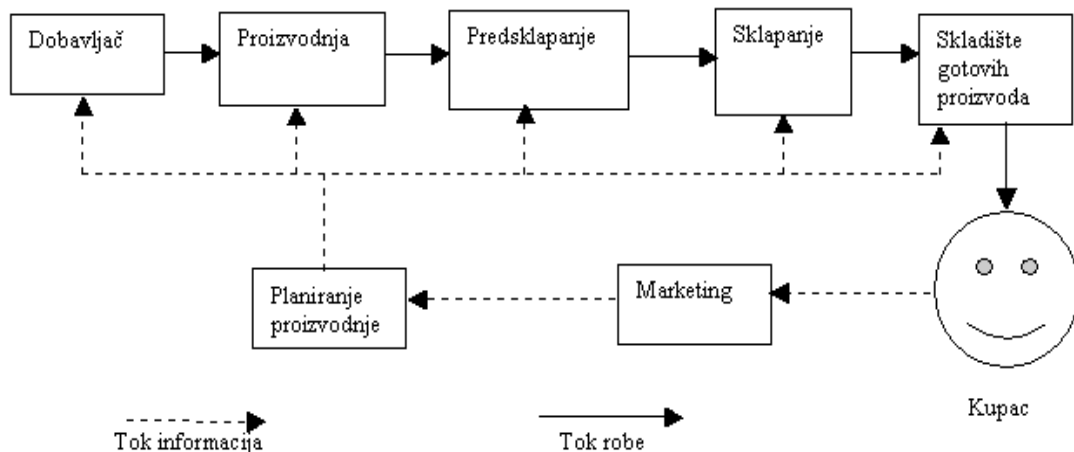 Dobavljač
Proizvodnja
Predsklapanje
Sklapanje
Skladište
gotovih
proizvoda
Planiranje
proizvodnje
Marketing
Kupac
Tok informacija
Tok robe